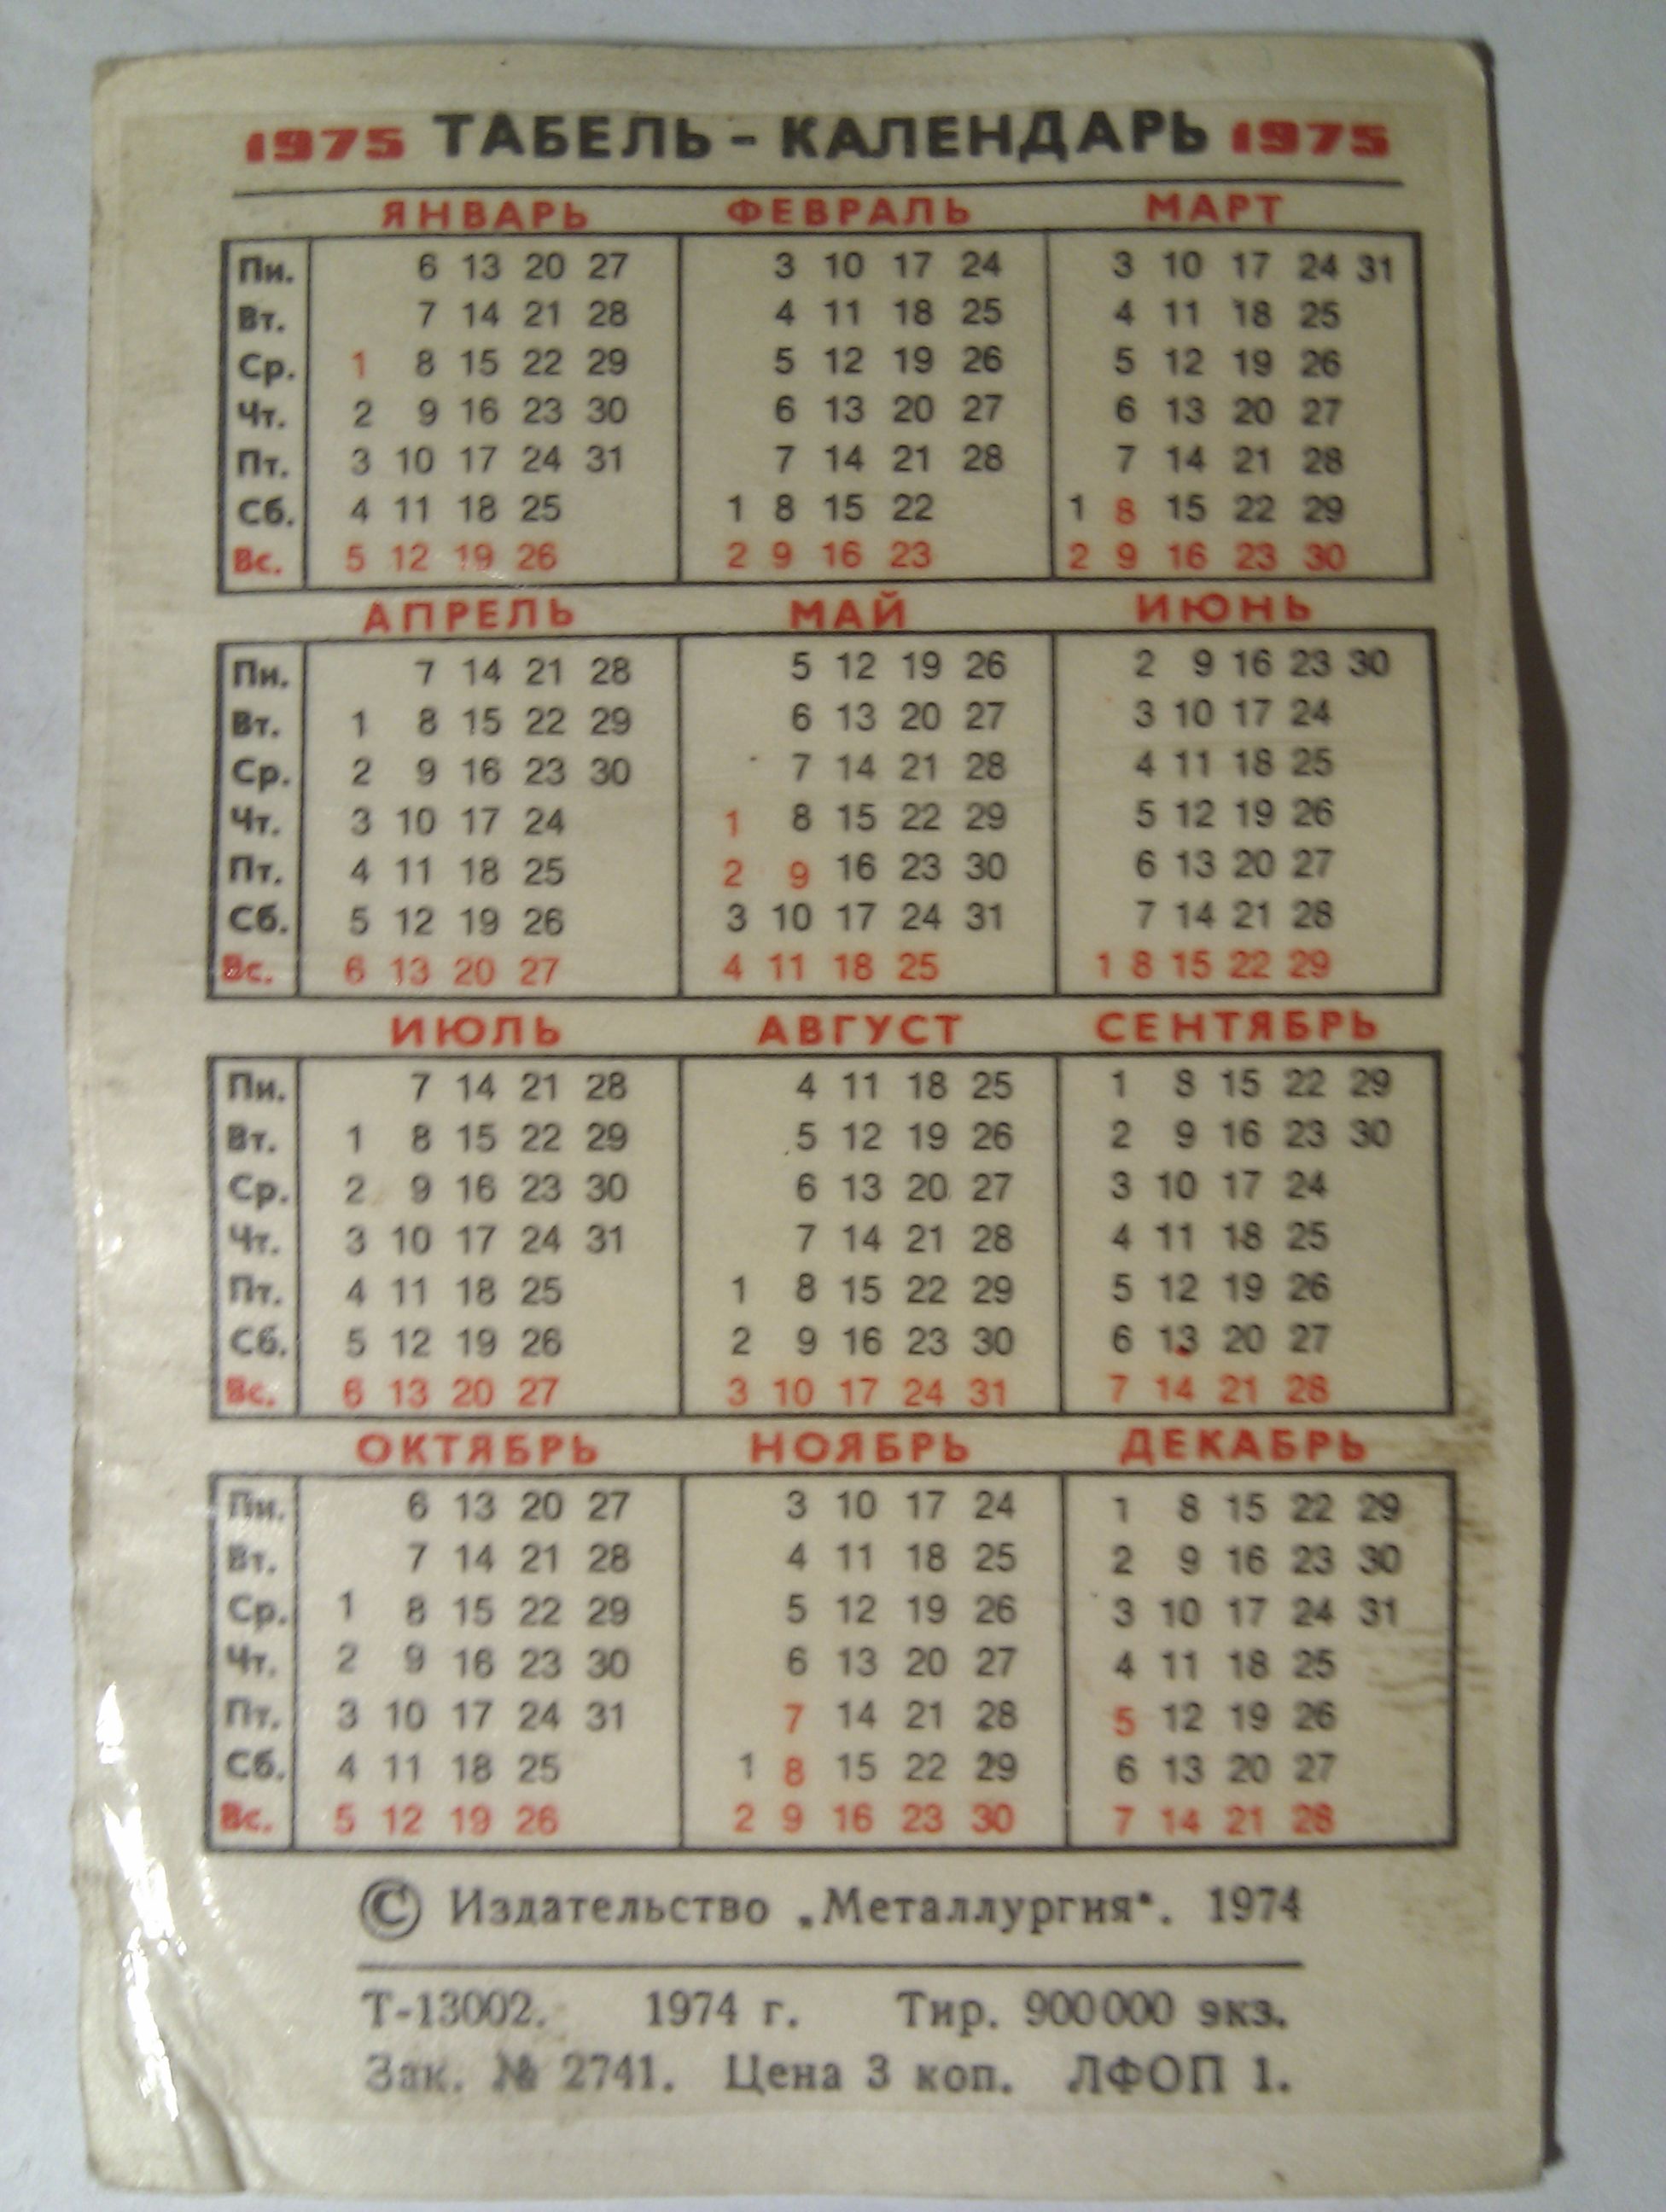 1975 ТАБЕЛЬ – КАЛЕНДАРЬ 1975
ЯНВАРЬ ФЕВРАЛЬ МАРТ
Пн. 6 13 20 27 3 10 17 24 3 10 17 24 31
Вт. 7 14 21 28 4 11 18 25 4 11 18 25
Ср. 1 8 15 22 29 5 12 19 26 5 12 19 26
Чт. 2 9 16 23 30 6 13 20 27 6 13 20 27
Пт. 3 10 17 24 31 7 14 21 28 7 14 21 28
Сб. 4 11 18 25 1 8 15 22 1 8 15 22 29
Вс. 5 12 19 26 2 9 16 23 2 9 16 23 30
АПРЕЛЬ МАЙ ИЮНЬ
Пн. 7 14 21 28 5 12 19 26 2 9 16 23 30
Вт. 1 8 15 22 29 6 13 20 27 3 10 17 24
Ср. 2 9 16 23 30 7 14 21 28 4 11 18 25
Чт. 3 10 17 24 1 8 15 22 29 5 12 19 26
Пт. 4 11 18 25 2 9 16 23 30 6 13 20 27
Сб. 5 12 19 26 3 10 17 24 31 7 14 21 28
Вс. 6 13 20 27 4 11 18 25 1 8 15 22 29
ИЮЛЬ АВГУСТ СЕНТЯБРЬ
Пн. 7 14 21 28 4 11 18 25 1 8 15 22 29
Вт. 1 8 15 22 29 5 12 19 26 2 9 16 23 30
Ср. 2 9 16 23 30 6 13 20 27 3 10 17 24
Чт. 3 10 17 24 31 7 14 21 28 4 11 18 25
Пт. 4 11 18 25 1 8 15 22 29 5 12 19 26
Сб. 5 12 19 26 2 9 16 23 30 6 13 20 27
Вс. 6 13 20 27 3 10 17 24 31 7 14 21 28
ОКТЯБРЬ НОЯБРЬ ДЕКАБРЬ
Пн. 6 13 20 27 3 10 17 24 1 8 15 22 29
Вт. 7 14 21 28 4 11 18 25 2 9 16 23 30
Ср. 1 8 15 22 29 5 12 19 26 3 10 17 24 31
Чт. 2 9 16 23 30 6 13 20 27 4 11 18 25
Пт. 3 10 17 24 31 7 14 21 28 5 12 19 26
Сб. 4 11 18 25 1 8 15 22 29 6 13 20 27
Вс. 5 12 19 26 2 9 16 23 30 7 14 21 28
© Издательство „Металлургия“. 1974
Т-13002. 1974 г. Тир. 900 000 экз.
Зак. № 2741. Цена 3 коп. ЛФОП 1.